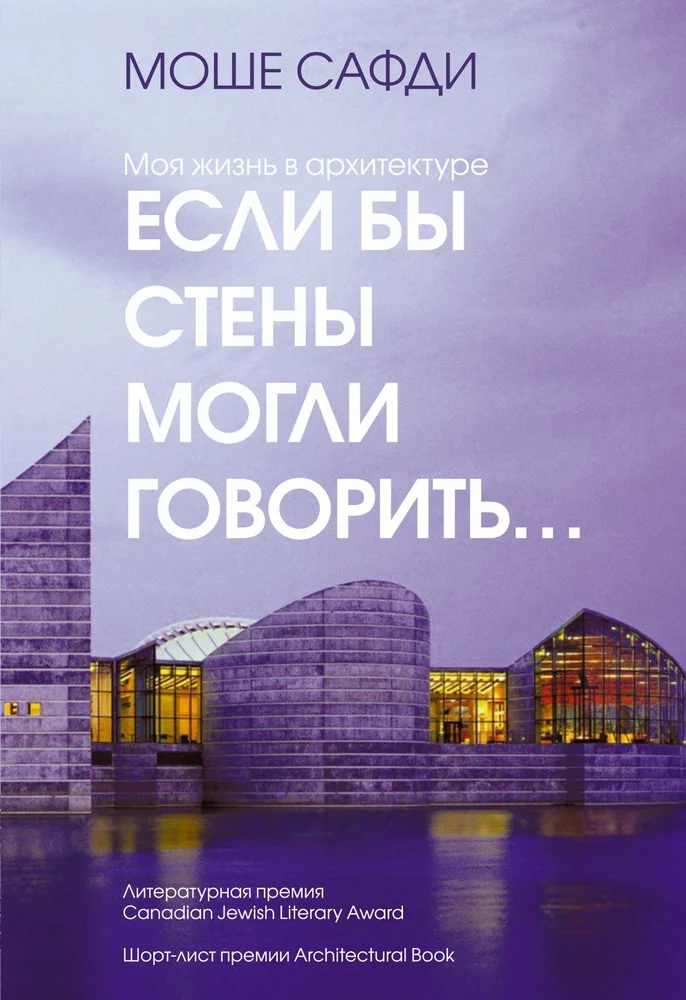 МОШЕ САФДИ
Моя жизнь в архитектуре
ЕСЛИ БЫ
СТЕНЫ
МОГЛИ
ГОВОРИТЬ...
Литературная премия
Canadian Jewish Literary Award
Шорт-лист премии Architectural Book